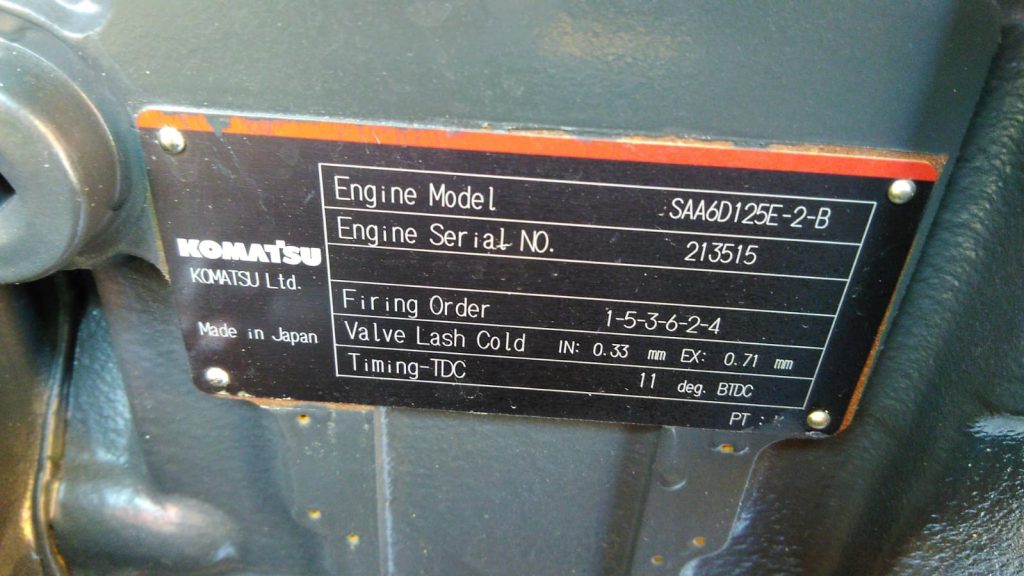 KOMATSU
KOMATSU Ltd.
Made in Japan
Engine Model SAA6D125E-2-B
Engine Serial NO. 213515
Firing Order 1-5-3-6-2-4
Valve Lash Cold IN: 0.33 mm EX: 0.71 mm
Timing-TDC 11 deg. BTDC
PT :